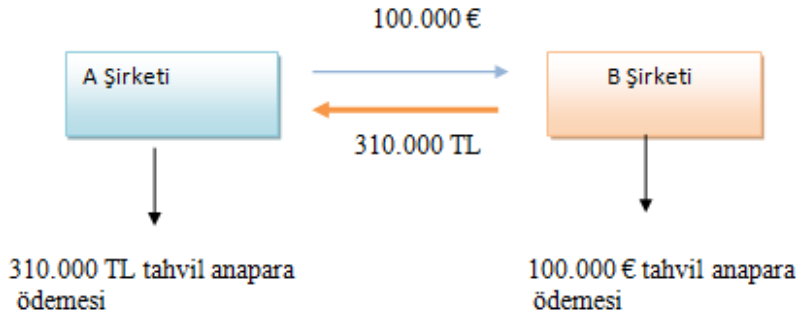 100.000 €
A Şirketi
B Şirketi
310.000 TL
310.000 TL tahvil anapara
ödemesi
100.000 € tahvil anapara
ödemesi